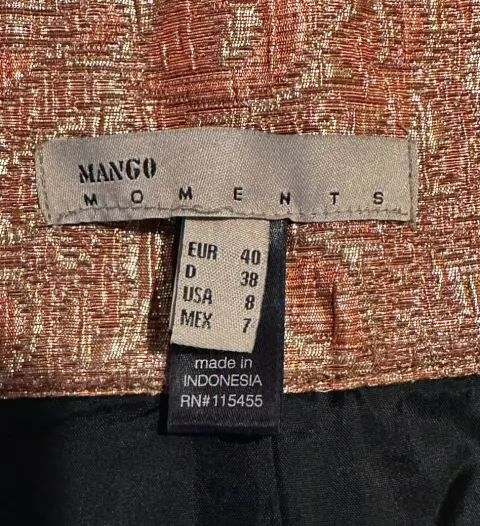 MANGO
MOMENTS
EUR 40
D 38
USA 8
MEX 7
made in
INDONESIA
RN#115455